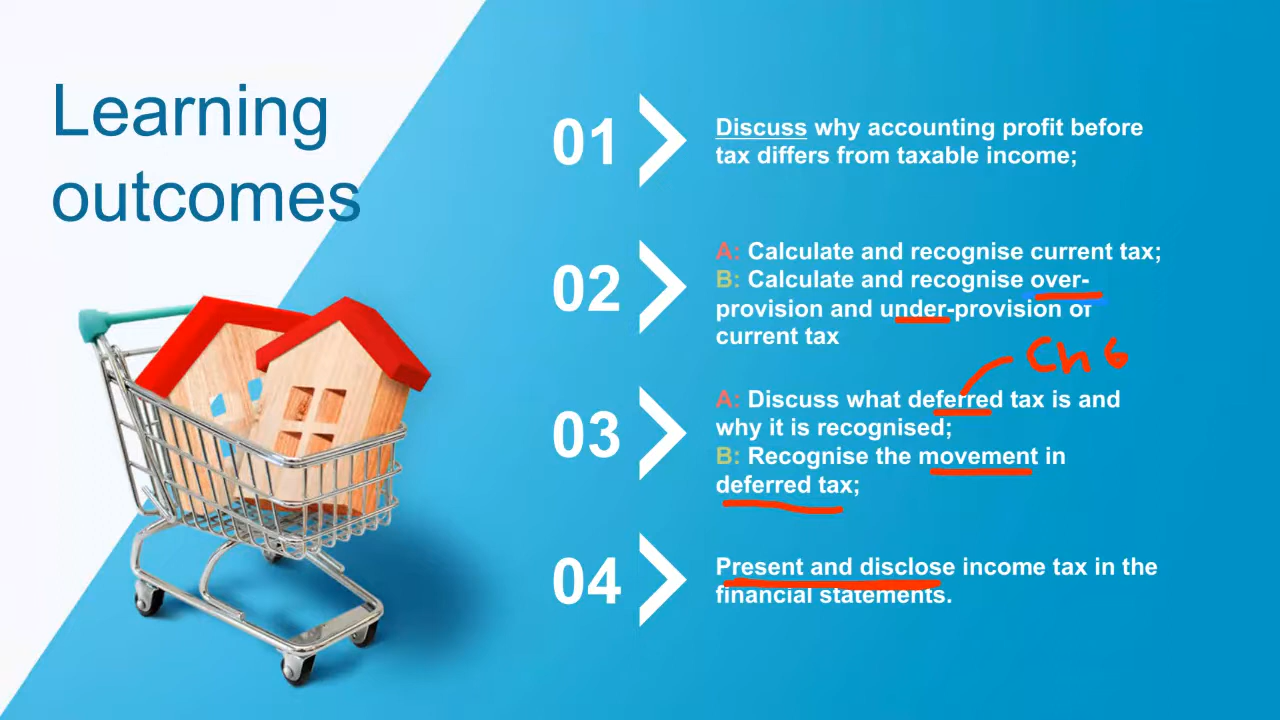 Learning
outcomes
01
Discuss why accounting profit before
tax differs from taxable income;
02
A: Calculate and recognise current tax;
B: Calculate and recognise over-
provision and under-provision of
current tax
Ch 6
03
A: Discuss what deferred tax is and
why it is recognised;
B: Recognise the movement in
deferred tax;
04
Present and disclose income tax in the
financial statements.